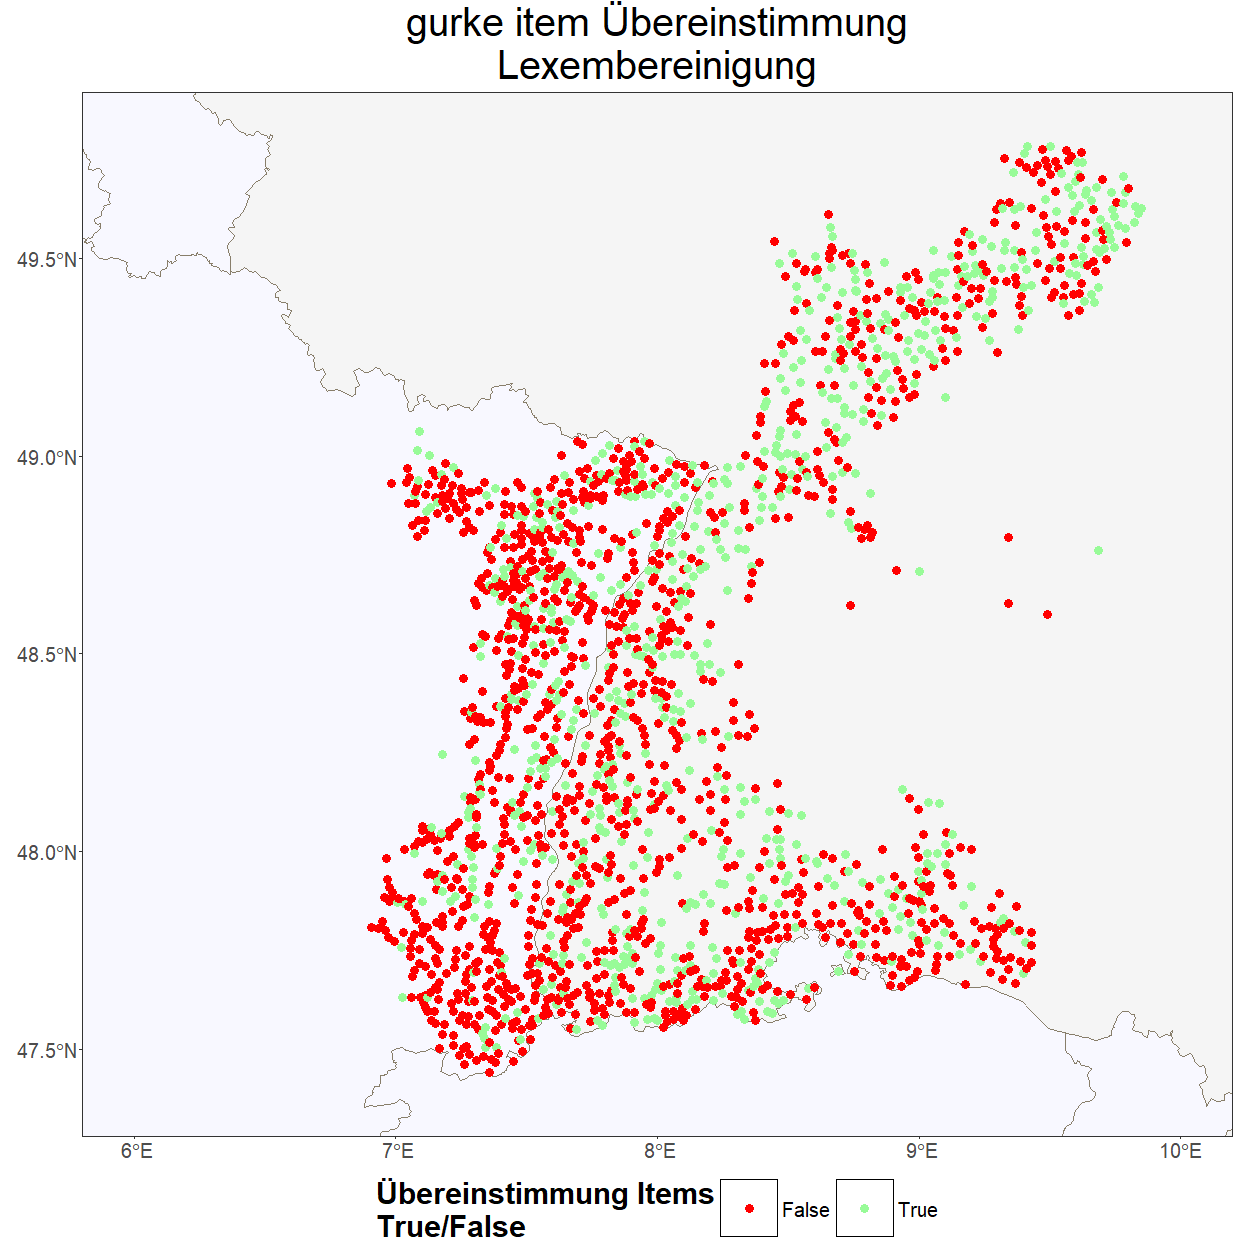 gurke item Übereinstimmung
Lexembereinigung
49.5°N
49.0°N
48.5°N
48.0°N
47.5°N
6°E
7°E
8°E
9°E
10°E
Übereinstimmung Items
True/False
False
True